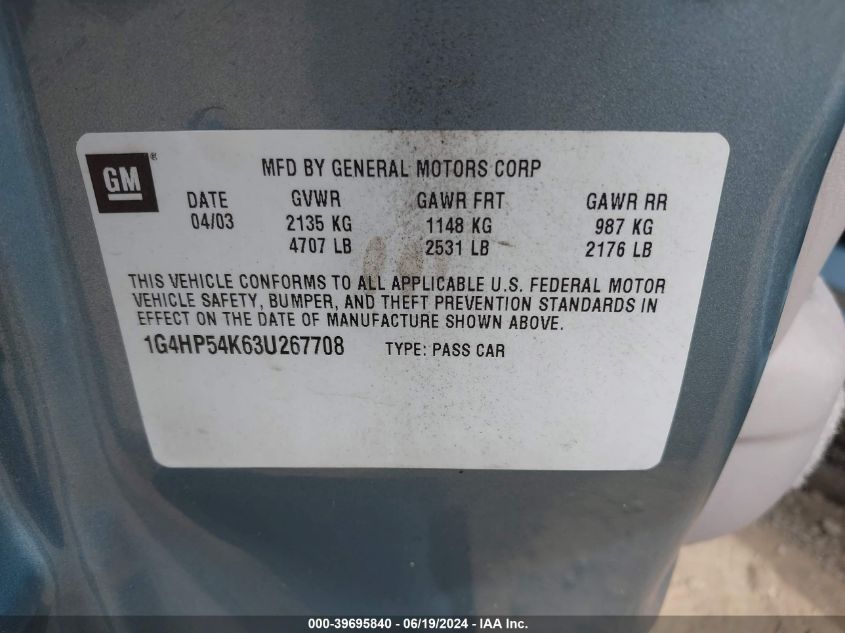 GM®
MFD BY GENERAL MOTORS CORP
DATE GVWR GAWR FRT GAWR RR
04/03 2135 KG 1148 KG 987 KG
4707 LB 2531 LB 2176 LB
THIS VEHICLE CONFORMS TO ALL APPLICABLE U.S. FEDERAL MOTOR
VEHICLE SAFETY, BUMPER, AND THEFT PREVENTION STANDARDS IN
EFFECT ON THE DATE OF MANUFACTURE SHOWN ABOVE.
1G4HP54K63U267708 TYPE: PASS CAR
000-39695840 - 06/19/2024 - IAA Inc.